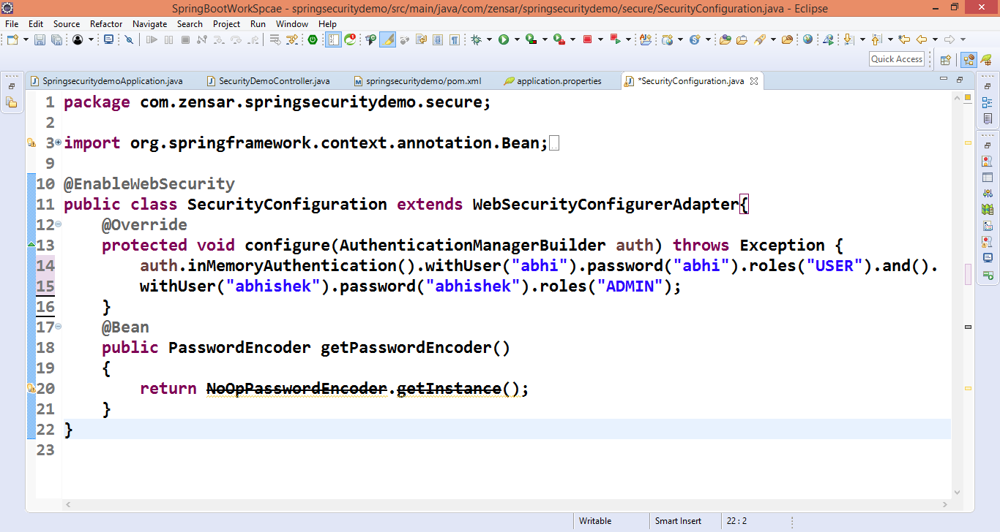 SpringBootWorkSpcae - springsecuritydemo/src/main/java/com/zensar/springsecuritydemo/secure/SecurityConfiguration.java - Eclipse
File Edit Source Refactor Navigate Search Project Run Window Help
Quick Access
SpringsecuritydemoApplication.java SecurityDemoController.java springsecuritydemo/pom.xml application.properties *SecurityConfiguration.java
1 package com.zensar.springsecuritydemo.secure;
2
3 import org.springframework.context.annotation.Bean;
9
10 @EnableWebSecurity
11 public class SecurityConfiguration extends WebSecurityConfigurerAdapter{
12 @Override
13 protected void configure(AuthenticationManagerBuilder auth) throws Exception {
14 auth.inMemoryAuthentication().withUser("abhi").password("abhi").roles("USER").and().
15 withUser("abhishek").password("abhishek").roles("ADMIN");
16 }
17 @Bean
18 public PasswordEncoder getPasswordEncoder()
19 {
20 return NoOpPasswordEncoder.getInstance();
21 }
22 }
23
Writable Smart Insert 22 : 2